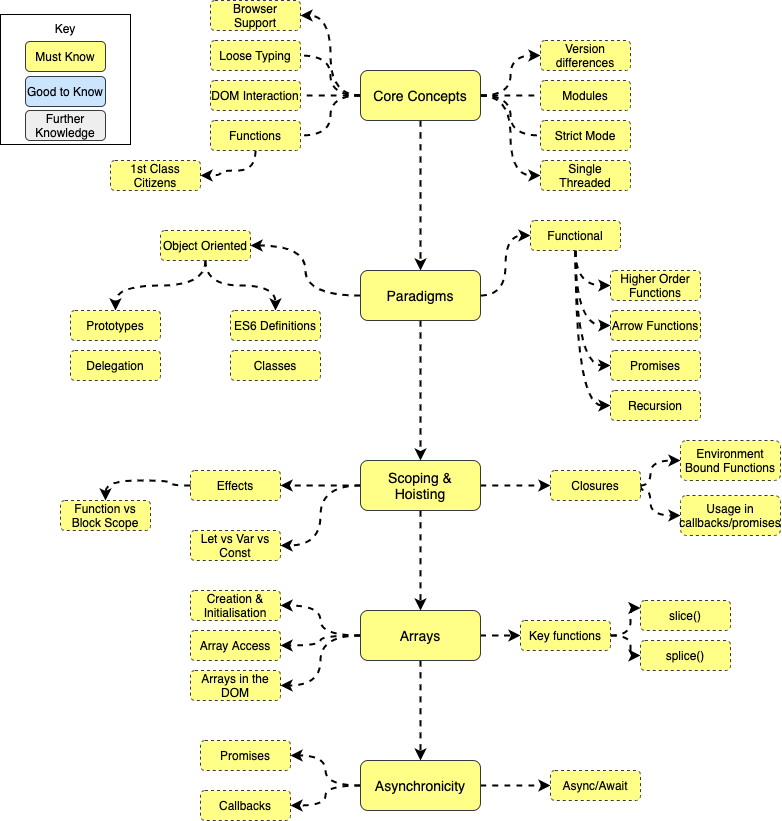 Key
Must Know
Good to Know
Further
Knowledge
Browser
Support
Loose Typing
DOM Interaction
Functions
1st Class
Citizens
Core Concepts
Version
differences
Modules
Strict Mode
Single
Threaded
Object Oriented
Prototypes
Delegation
ES6 Definitions
Classes
Paradigms
Functional
Higher Order
Functions
Arrow Functions
Promises
Recursion
Effects
Function vs
Block Scope
Let vs Var vs
Const
Scoping &
Hoisting
Closures
Environment
Bound Functions
Usage in
callbacks/promises
Creation &
Initialisation
Array Access
Arrays in the
DOM
Arrays
Key functions
slice()
splice()
Promises
Callbacks
Asynchronicity
Async/Await